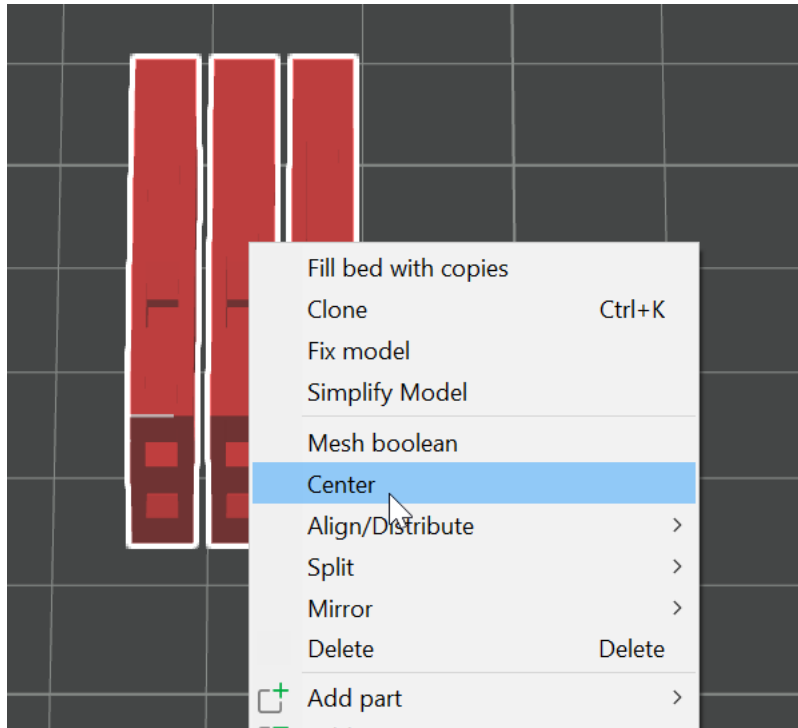 Fill bed with copies
Clone Ctrl+K
Fix model
Simplify Model
Mesh boolean
Center
Align/Distribute
Split
Mirror
Delete Delete
Add part